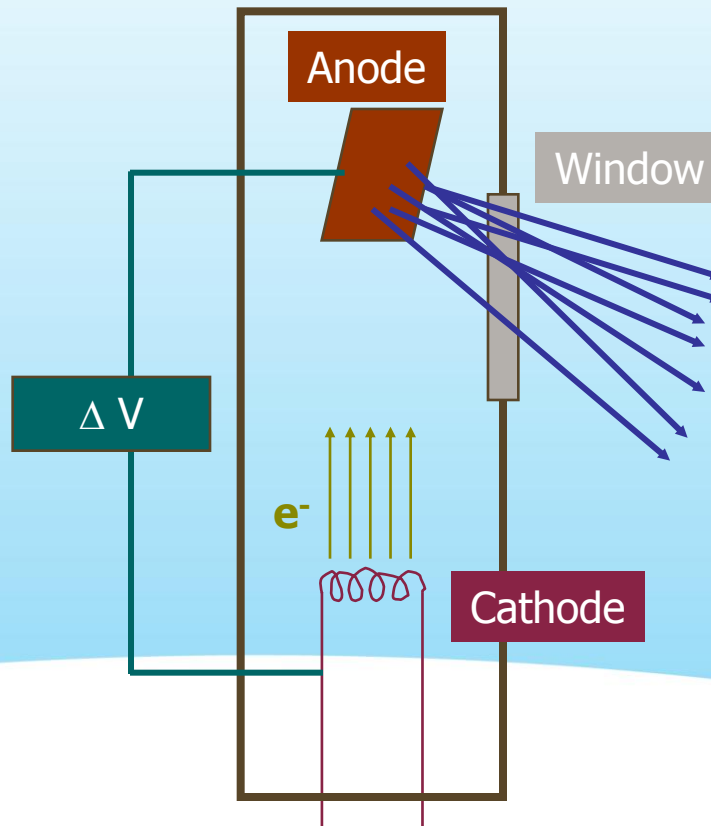 Anode
Window
Δ V
e-
Cathode